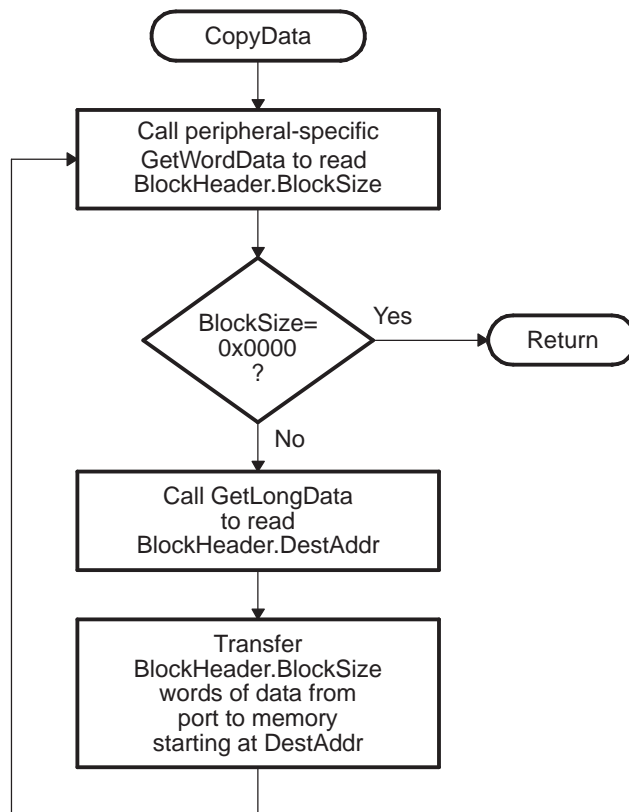 CopyData
Call peripheral-specific
GetWordData to read
BlockHeader.BlockSize
BlockSize=
0x0000
?
Yes
Return
No
Call GetLongData
to read
BlockHeader.DestAddr
Transfer
BlockHeader.BlockSize
words of data from
port to memory
starting at DestAddr